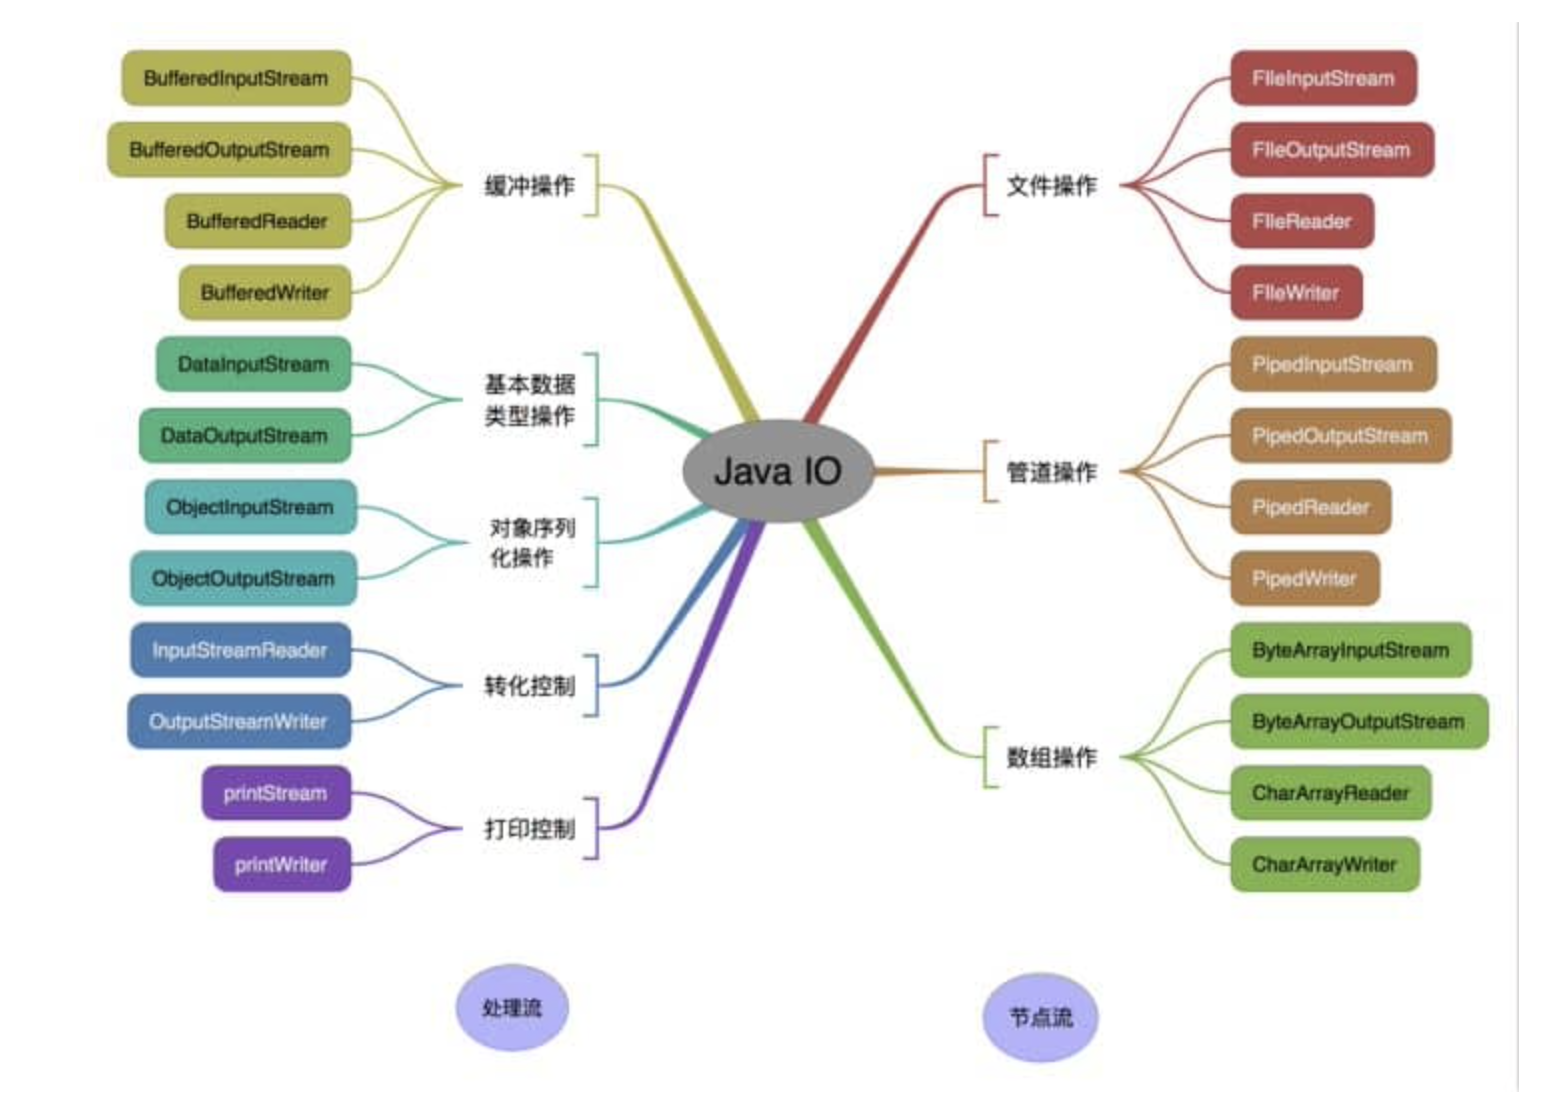 BufferedInputStream
BufferedOutputStream
BufferedReader
BufferedWriter
缓冲操作
DataInputStream
DataOutputStream
基本数据
类型操作
ObjectInputStream
ObjectOutputStream
对象序列
化操作
InputStreamReader
OutputStreamWriter
转化控制
printStream
printWriter
打印控制
Java IO
文件操作
FIleInputStream
FIleOutputStream
FIleReader
FIleWriter
管道操作
PipedInputStream
PipedOutputStream
PipedReader
PipedWriter
数组操作
ByteArrayInputStream
ByteArrayOutputStream
CharArrayReader
CharArrayWriter
处理流
节点流